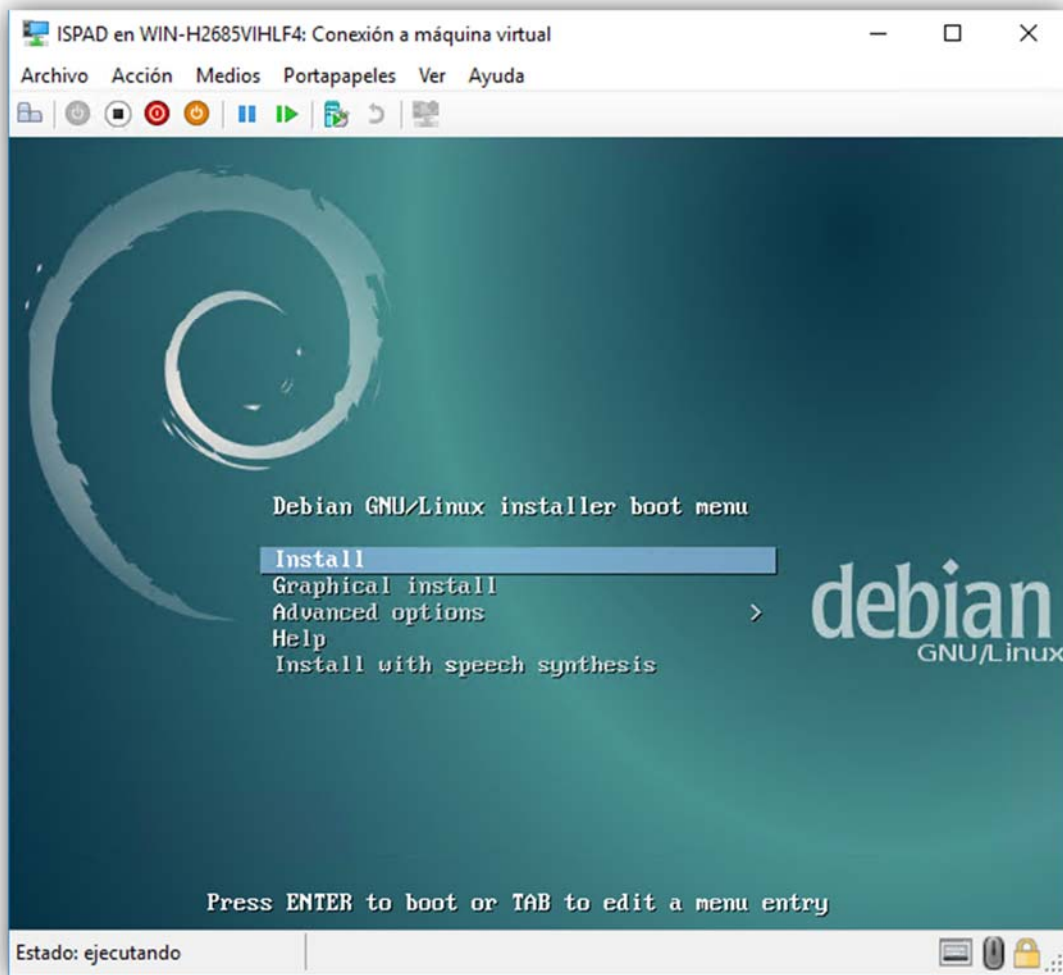 ISPAD en WIN-H2685VIHLF4: Conexión a máquina virtual
Archivo Acción Medios Portapapeles Ver Ayuda
Debian GNU/Linux installer boot menu
Install
Graphical install
Advanced options >
Help
Install with speech synthesis
debian
GNU/Linux
Press ENTER to boot or TAB to edit a menu entry
Estado: ejecutando